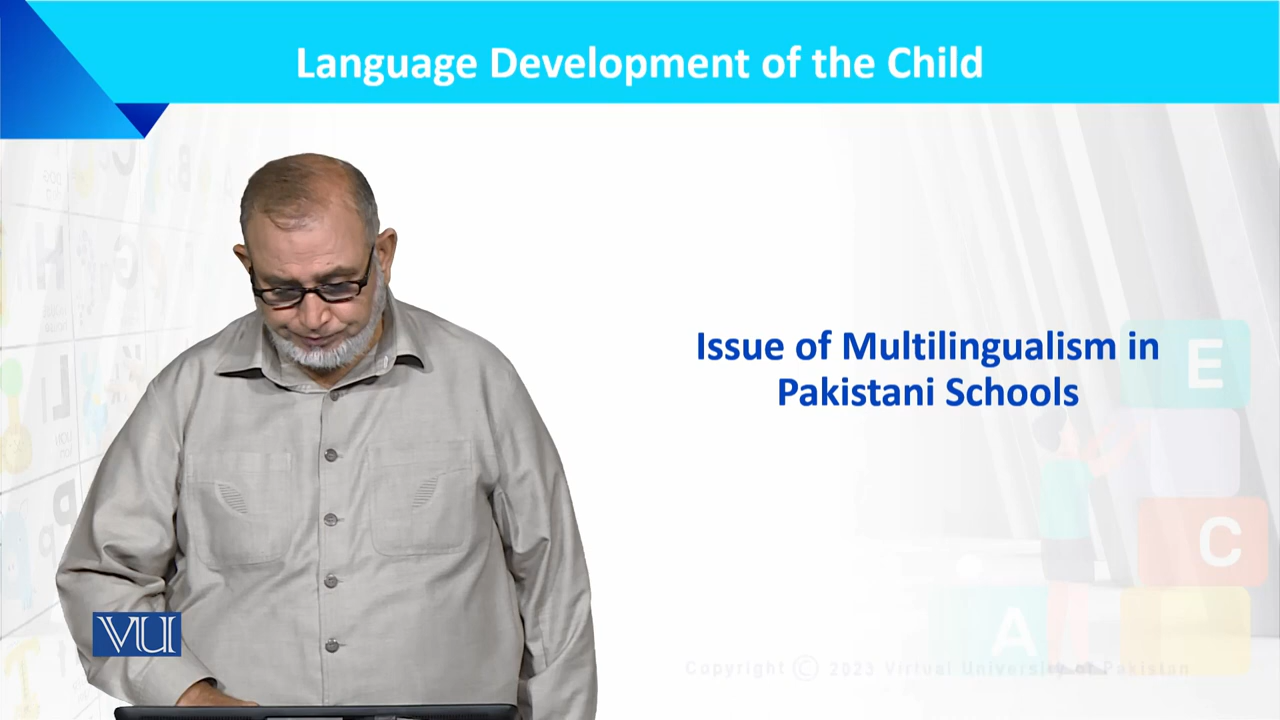 Language Development of the Child
Issue of Multilingualism in
Pakistani Schools
E
C
A
VU
Copyright © 2023 Virtual University of Pakistan